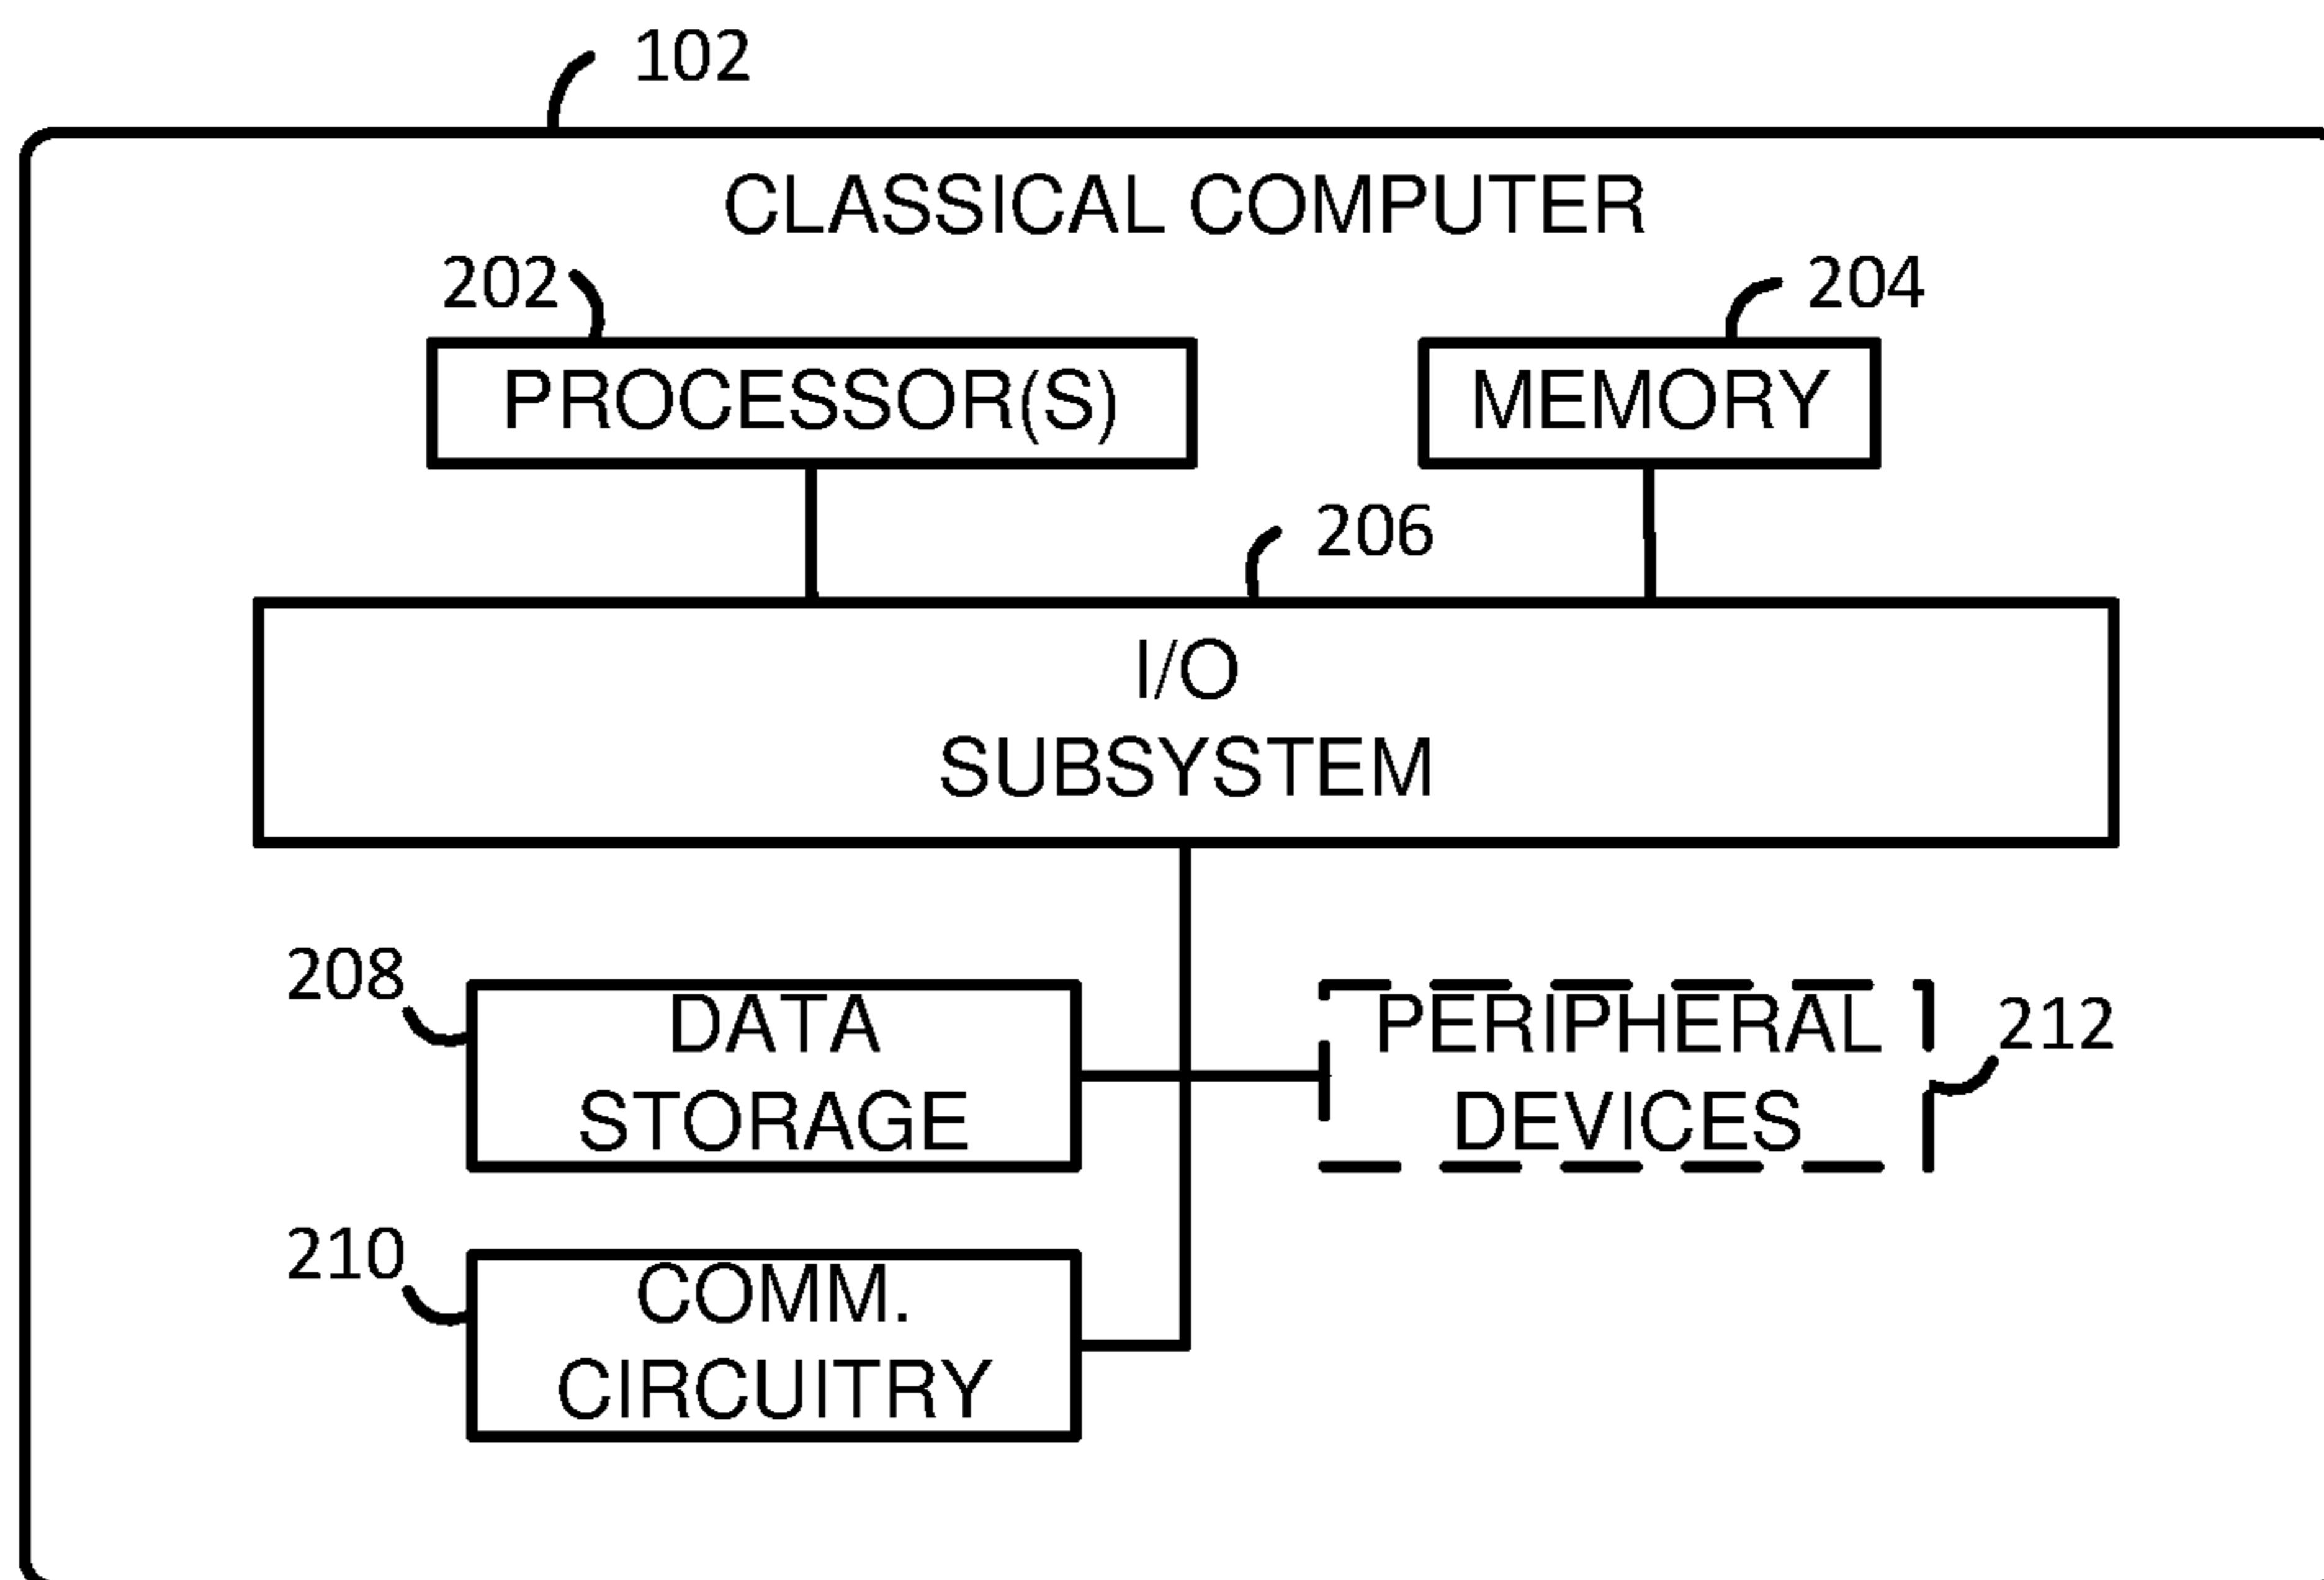 102
CLASSICAL COMPUTER
202
204
PROCESSOR(S)
MEMORY
206
I/O
SUBSYSTEM
208
DATA
STORAGE
PERIPHERAL
DEVICES
212
210
COMM.
CIRCUITRY